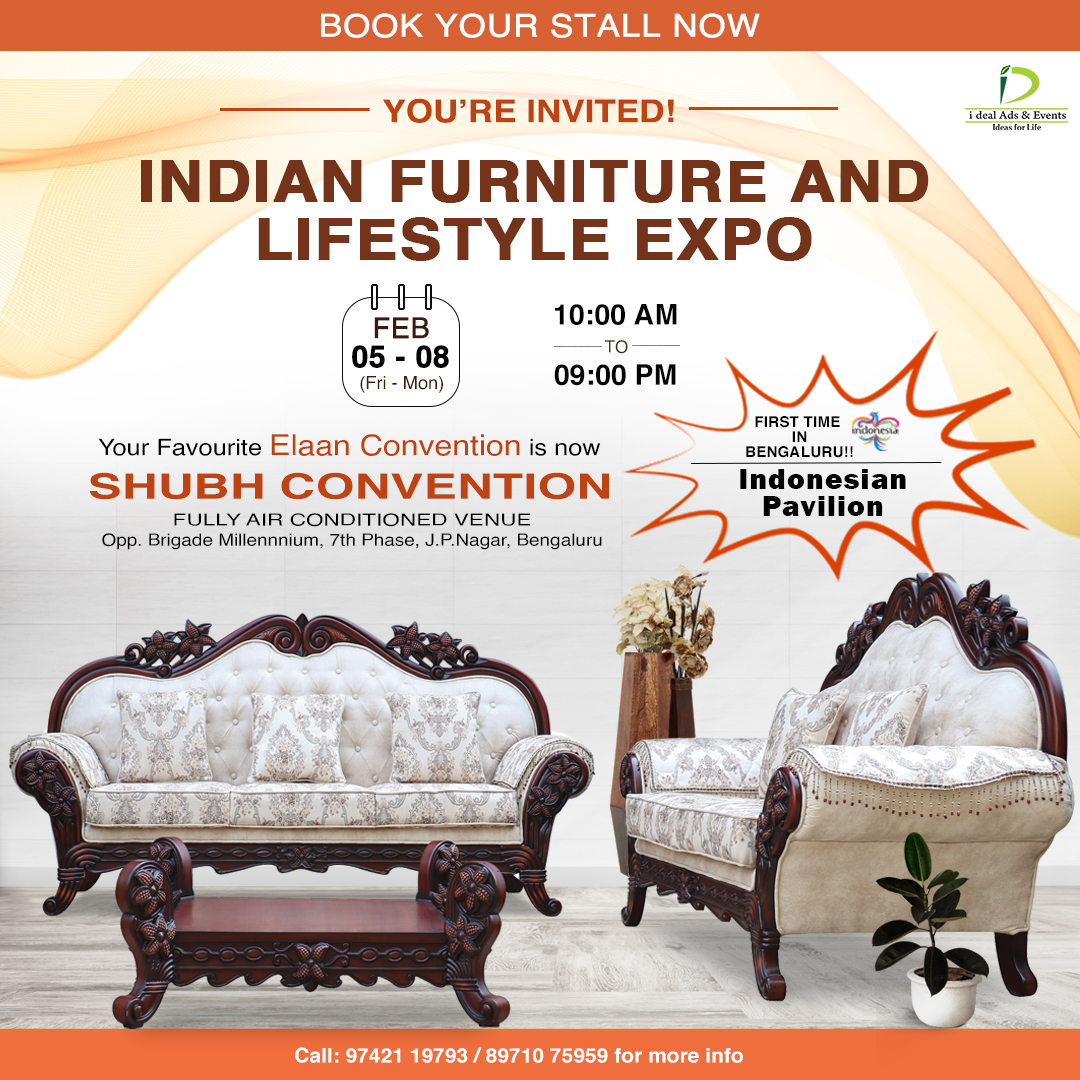 BOOK YOUR STALL NOW
YOU'RE INVITED!
i deal Ads & Events
Ideas for Life
INDIAN FURNITURE AND
LIFESTYLE EXPO
FEB
05 - 08
(Fri - Mon)
10:00 AM
TO
09:00 PM
Your Favourite Elaan Convention is now
SHUBH CONVENTION
FULLY AIR CONDITIONED VENUE
Opp. Brigade Millennnium, 7th Phase, J.P.Nagar, Bengaluru
FIRST TIME
IN
BENGALURU!!
indonesia
Indonesian
Pavilion
Call: 97421 19793 / 89710 75959 for more info